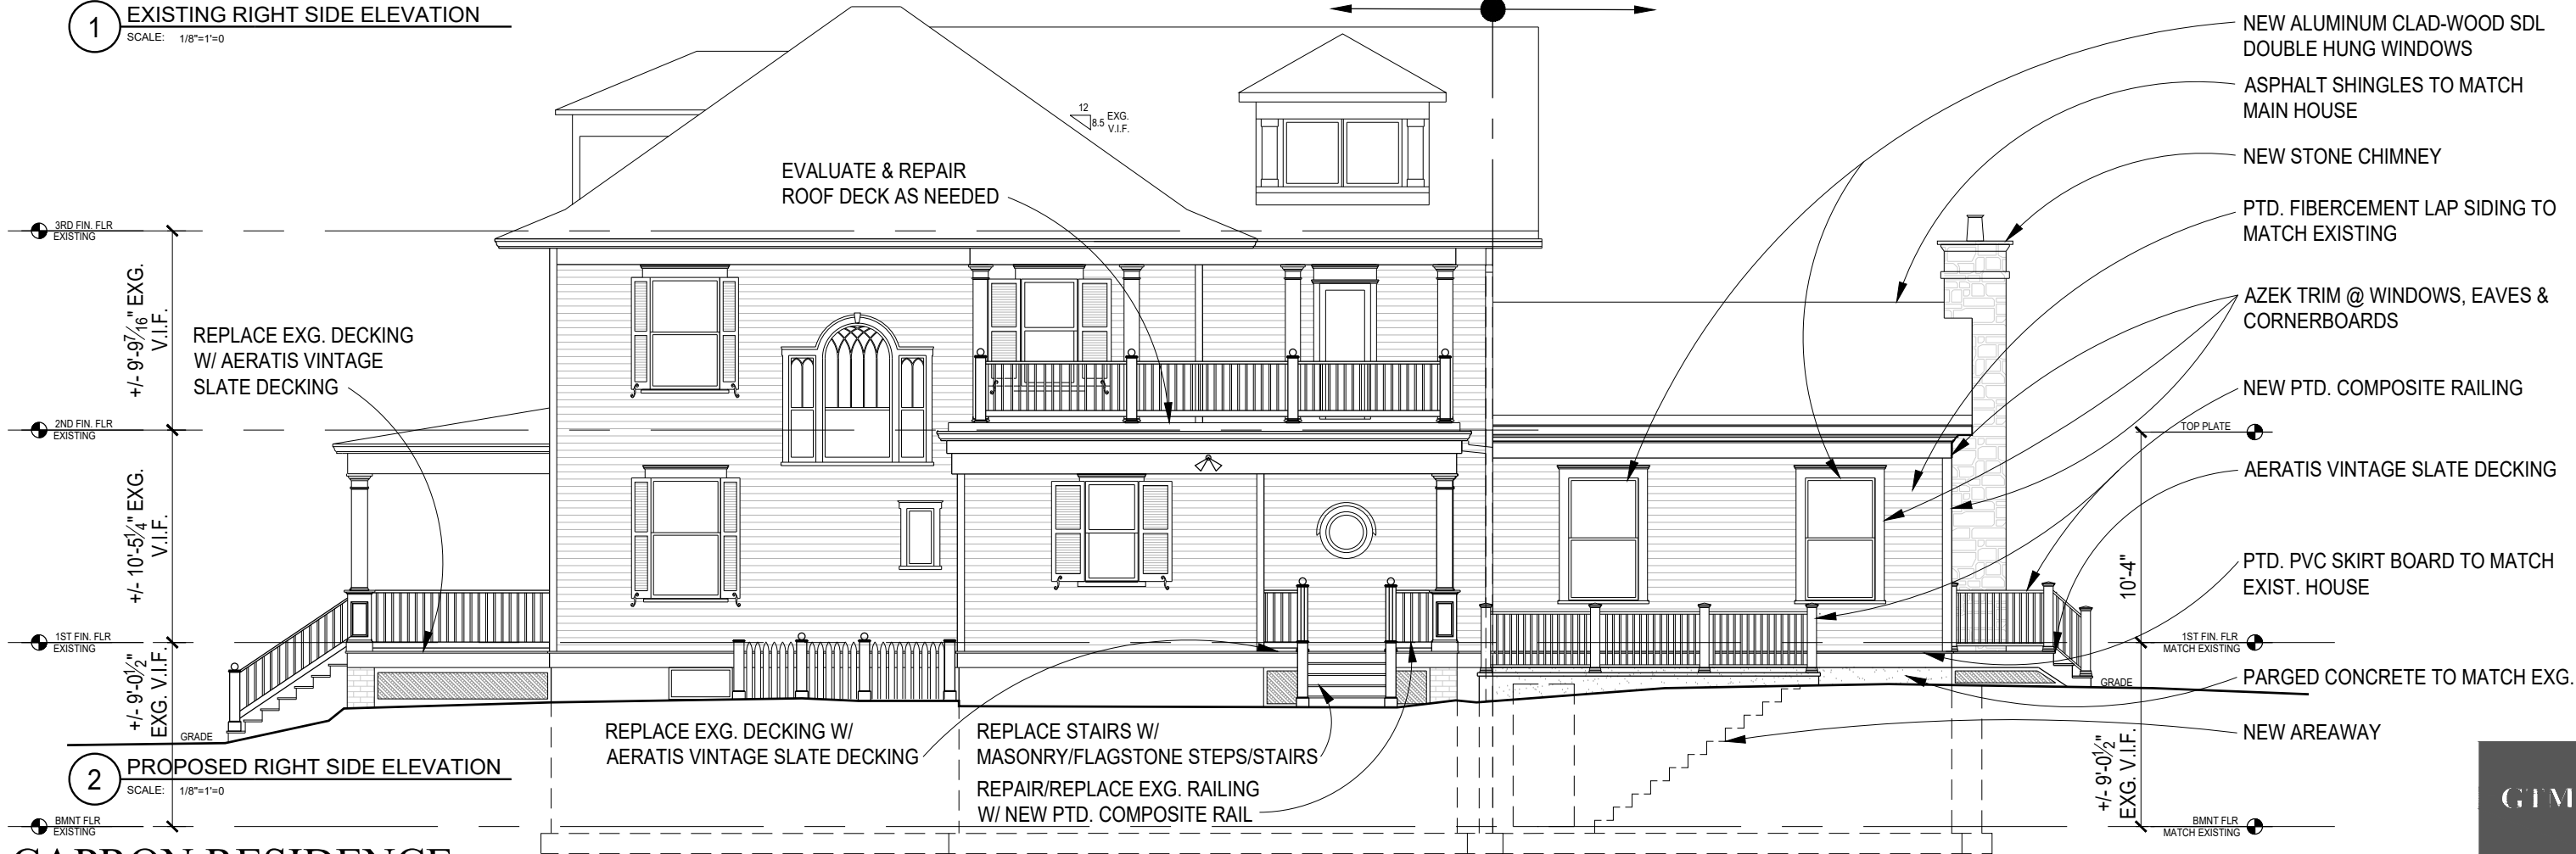 1
EXISTING RIGHT SIDE ELEVATION
SCALE: 1/8"=1'=0
NEW ALUMINUM CLAD-WOOD SDL
DOUBLE HUNG WINDOWS
ASPHALT SHINGLES TO MATCH
MAIN HOUSE
NEW STONE CHIMNEY
PTD. FIBERCEMENT LAP SIDING TO
MATCH EXISTING
AZEK TRIM @ WINDOWS, EAVES &
CORNERBOARDS
NEW PTD. COMPOSITE RAILING
AERATIS VINTAGE SLATE DECKING
PTD. PVC SKIRT BOARD TO MATCH
EXIST. HOUSE
PARGED CONCRETE TO MATCH EXG.
NEW AREAWAY
12
8.5
EXG.
V.I.F.
EVALUATE & REPAIR
ROOF DECK AS NEEDED
3RD FIN. FLR
EXISTING
+/- 9'-9 7/16" EXG.
V.I.F.
REPLACE EXG. DECKING
W/ AERATIS VINTAGE
SLATE DECKING
2ND FIN. FLR
EXISTING
+/- 10'-5 1/4" EXG.
V.I.F.
1ST FIN. FLR
EXISTING
+/- 9'-0 1/2"
EXG. V.I.F.
GRADE
BMNT FLR
EXISTING
REPLACE EXG. DECKING W/
AERATIS VINTAGE SLATE DECKING
REPLACE STAIRS W/
MASONRY/FLAGSTONE STEPS/STAIRS
REPAIR/REPLACE EXG. RAILING
W/ NEW PTD. COMPOSITE RAIL
TOP PLATE
10'-4"
1ST FIN. FLR
MATCH EXISTING
GRADE
+/- 9'-0 1/2"
EXG. V.I.F.
BMNT FLR
MATCH EXISTING
2
PROPOSED RIGHT SIDE ELEVATION
SCALE: 1/8"=1'=0
CAPRON RESIDENCE
GTM